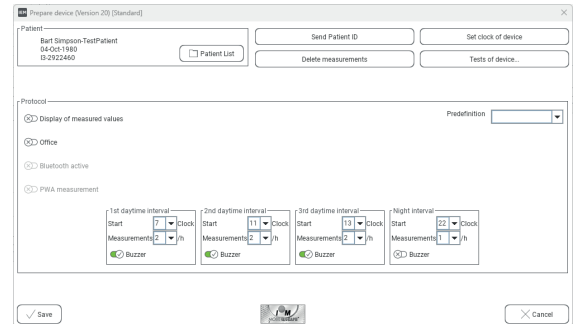 Prepare device (Version 20) [Standard]
Patient
Bart Simpson-TestPatient
04-Oct-1980
I3-2922460
Patient List
Send Patient ID
Set clock of device
Delete measurements
Tests of device...
Protocol
Display of measured values
Predefinition
Office
Bluetooth active
PWA measurement
1st daytime interval
Start 7 Clock
Measurements 2 /h
Buzzer
2nd daytime interval
Start 11 Clock
Measurements 2 /h
Buzzer
3rd daytime interval
Start 13 Clock
Measurements 2 /h
Buzzer
Night interval
Start 22 Clock
Measurements 1 /h
Buzzer
Save
Cancel